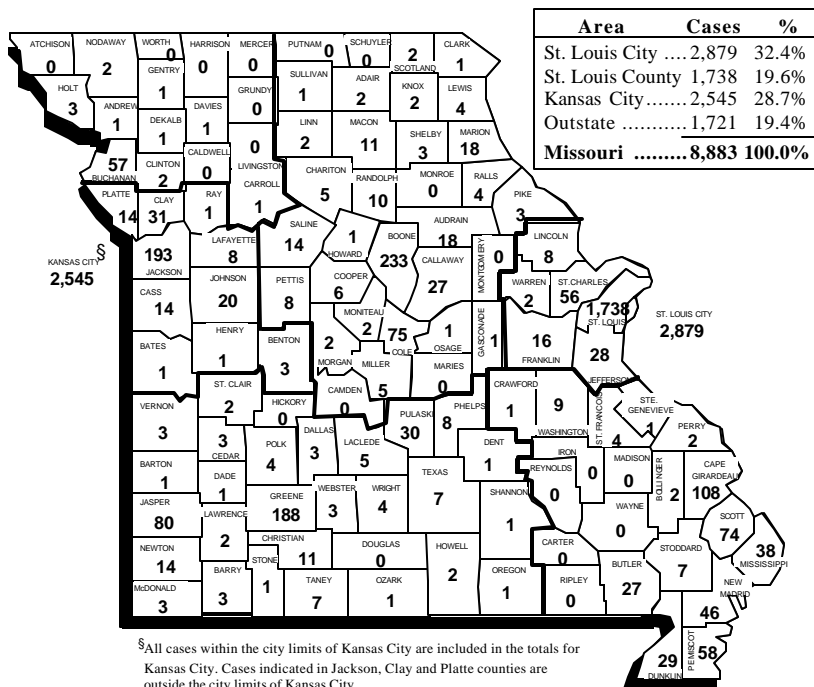 Area Cases % 
St. Louis City .... 2,879 32.4%
St. Louis County 1,738 19.6%
Kansas City....... 2,545 28.7%
Outstate .......... 1,721 19.4%
Missouri ......... 8,883 100.0%
ATCHISON
0
NODAWAY
2
WORTH
0
HARRISON
0
MERCER
0
PUTNAM
0
SCHUYLER
0
2
SCOTLAND
CLARK
1
HOLT
3
ANDREW
1
GENTRY
1
DEKALB
1
DAVIES
1
GRUNDY
0
SULLIVAN
1
ADAIR
2
KNOX
2
LEWIS
4
LINN
2
MACON
11
SHELBY
3
MARION
18
57
BUCHANAN
CLINTON
2
CALDWELL
0
0
LIVINGSTON
CARROLL
1
CHARITON
5
RANDOLPH
10
MONROE
0
RALLS
4
PIKE
3
PLATTE
14
CLAY
31
RAY
1
SALINE
14
1
HOWARD
BOONE
233
AUDRAIN
18
CALLAWAY
27
MONTGOMERY
0
LINCOLN
8
KANSAS CITY§
2,545
193
JACKSON
LAFAYETTE
8
CASS
14
JOHNSON
20
PETTIS
8
COOPER
6
MONITEAU
2
75
COLE
1
OSAGE
GASCONADE
1
WARREN
2
ST.CHARLES
56
1,738
ST. LOUIS
ST. LOUIS CITY
2,879
16
FRANKLIN
28
JEFFERSON
BATES
1
HENRY
1
BENTON
3
2
MORGAN
MILLER
5
MARIES
0
CAMDEN
0
ST. CLAIR
2
HICKORY
0
PULASKI
30
PHELPS
8
CRAWFORD
1
9
WASHINGTON
ST. FRANCOIS
4
STE.
GENEVIEVE
1
PERRY
2
VERNON
3
3
CEDAR
POLK
4
DALLAS
3
LACLEDE
5
DENT
1
IRON
0
REYNOLDS
0
MADISON
0
BOLLINGER
2
CAPE
GIRARDEAU
108
BARTON
1
DADE
1
GREENE
188
WEBSTER
3
WRIGHT
4
TEXAS
7
SHANNON
1
WAYNE
0
SCOTT
74
JASPER
80
LAWRENCE
2
CHRISTIAN
11
DOUGLAS
0
HOWELL
2
CARTER
0
BUTLER
27
STODDARD
7
38
MISSISSIPPI
NEWTON
14
BARRY
3
STONE
1
TANEY
7
OZARK
1
OREGON
1
RIPLEY
0
NEW
MADRID
46
McDONALD
3
29
DUNKLIN
PEMISCOT
58
§All cases within the city limits of Kansas City are included in the totals for
Kansas City. Cases indicated in Jackson, Clay and Platte counties are
outside the city limits of Kansas City.